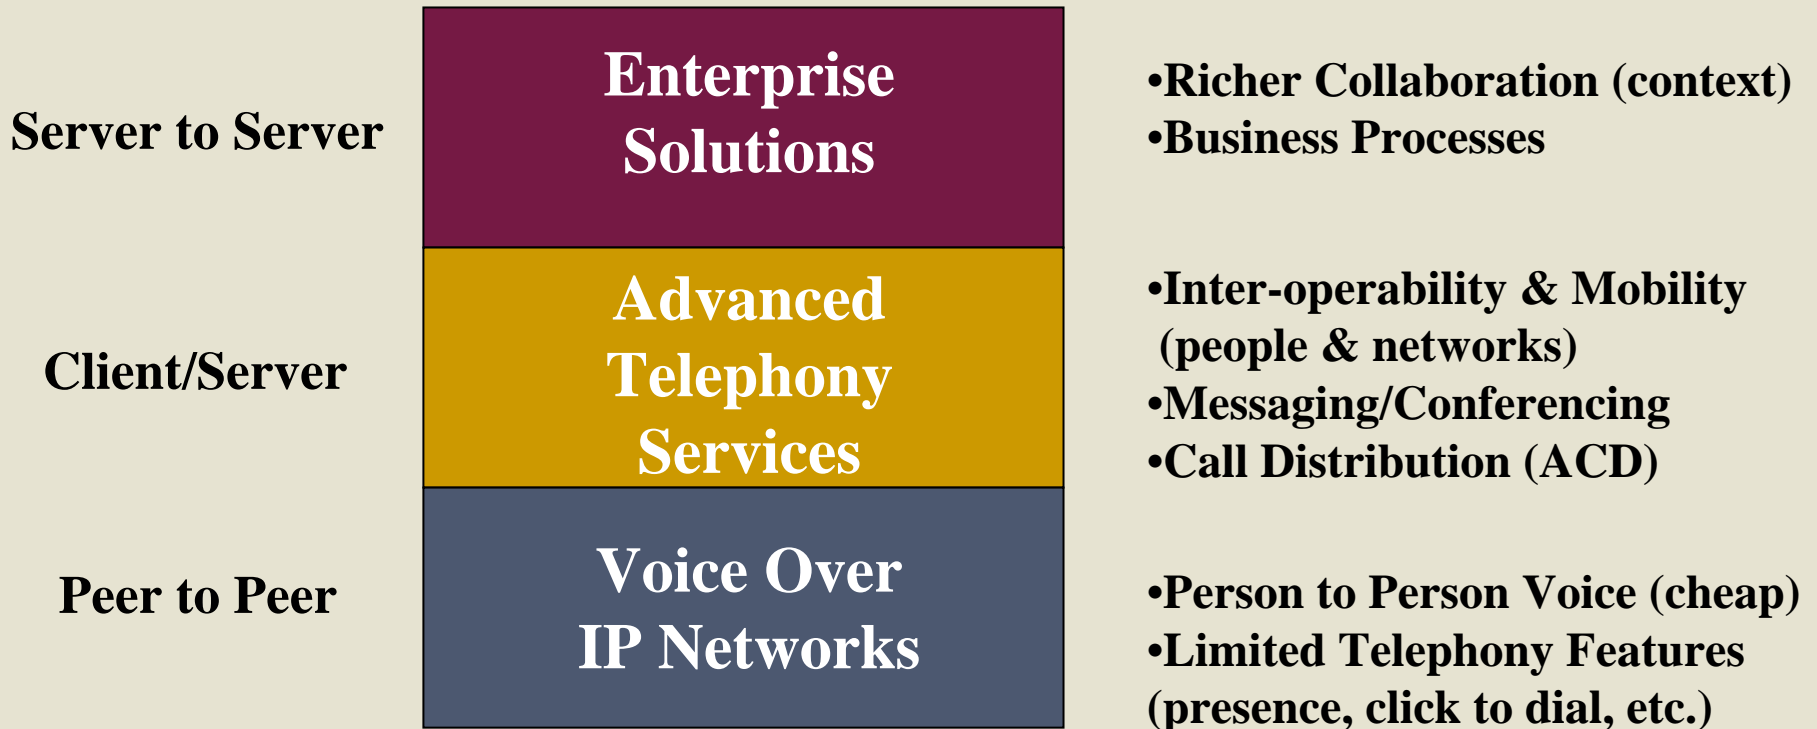 Server to Server
Enterprise
Solutions
•Richer Collaboration (context)
•Business Processes
Client/Server
Advanced
Telephony
Services
•Inter-operability & Mobility
(people & networks)
•Messaging/Conferencing
•Call Distribution (ACD)
Peer to Peer
Voice Over
IP Networks
•Person to Person Voice (cheap)
•Limited Telephony Features
(presence, click to dial, etc.)